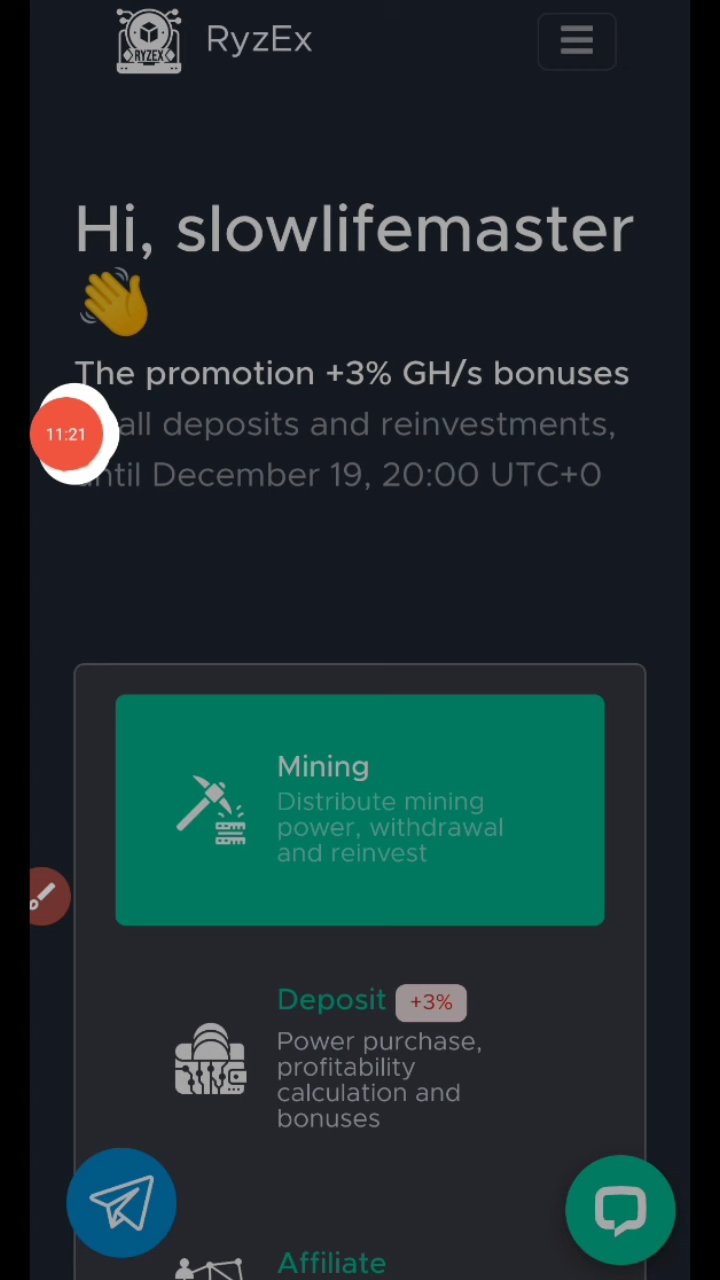 RYZEX
RyzEx
Hi, slowlifemaster
The promotion +3% GH/s bonuses
all deposits and reinvestments,
11:21
until December 19, 20:00 UTC+0
Mining
Distribute mining
power, withdrawal
and reinvest
Deposit +3%
Power purchase,
profitability
calculation and
bonuses
Affiliate